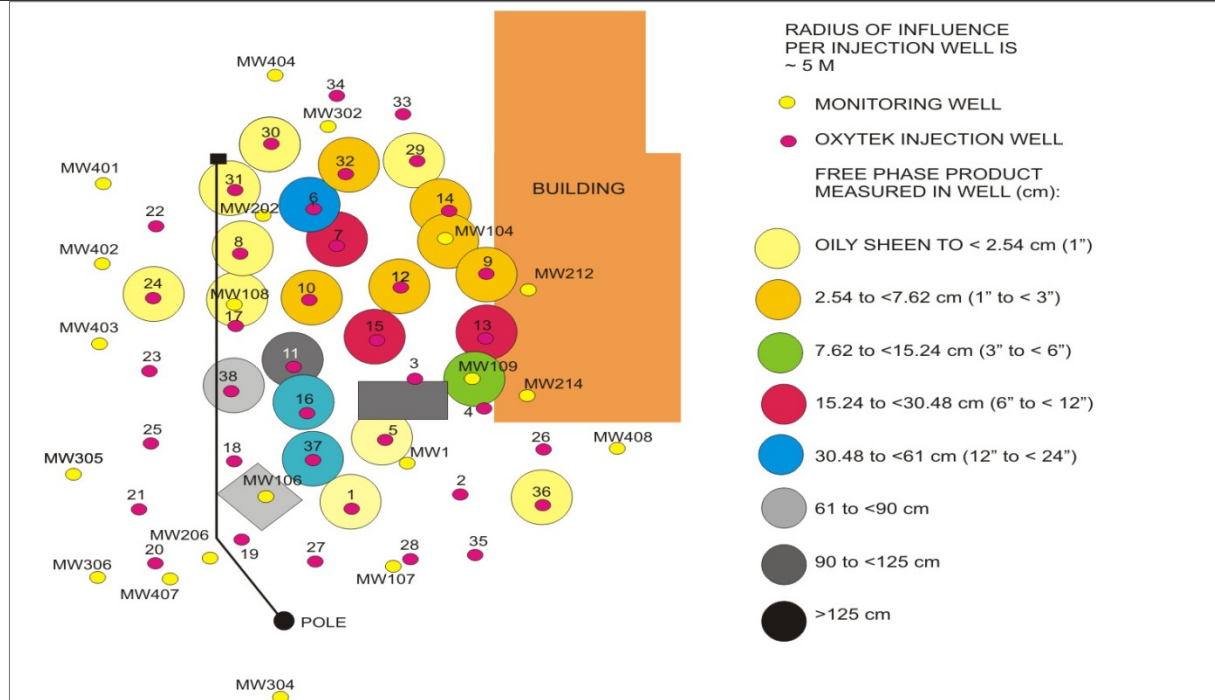 MW404
34
33
MW302
30
32
29
MW401
31
MW202
6
14
22
MW402
8
7
MW104
BUILDING
24
MW108
10
12
9
MW212
17
15
13
MW403
23
11
3
MW109
38
16
4
MW214
25
18
37
5
MW1
26
MW408
MW305
MW106
21
1
2
36
MW206
19
20
27
28
35
MW306
MW407
MW107
POLE
MW304
RADIUS OF INFLUENCE
PER INJECTION WELL IS
~ 5 M
MONITORING WELL
OXYTEK INJECTION WELL
FREE PHASE PRODUCT
MEASURED IN WELL (cm):
OILY SHEEN TO < 2.54 cm (1”)
2.54 to <7.62 cm (1” to < 3”)
7.62 to <15.24 cm (3” to < 6”)
15.24 to <30.48 cm (6” to < 12”)
30.48 to <61 cm (12” to < 24”)
61 to <90 cm
90 to <125 cm
>125 cm